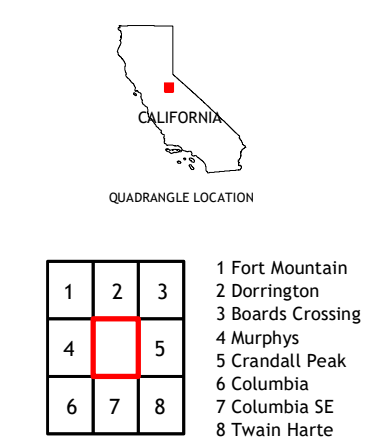 CALIFORNIA
QUADRANGLE LOCATION
1 2 3
4 5
6 7 8
1 Fort Mountain
2 Dorrington
3 Boards Crossing
4 Murphys
5 Crandall Peak
6 Columbia
7 Columbia SE
8 Twain Harte